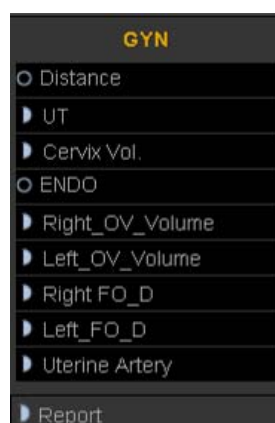 GYN
Distance
UT
Cervix Vol.
ENDO
Right_OV_Volume
Left_OV_Volume
Right FO_D
Left_FO_D
Uterine Artery
Report